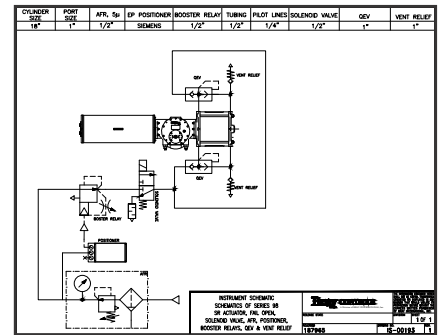 CYLINDER SIZE PORT SIZE AFR, 5µ EP POSITIONER BOOSTER RELAY TUBING PILOT LINES SOLENOID VALVE QEV VENT RELIEF
18" 1" 1/2" SIEMENS 1/2" 1/2" 1/4" 1/2" 1" 1"
QEV
VENT RELIEF
QEV
VENT RELIEF
SOLENOID VALVE
BOSTER RELAY
POSITIONER
AFR
INSTRUMENT SCHEMATIC
SCHEMATICS OF SERIES 98
SR ACTUATOR, FAIL OPEN,
SOLENOID VALVE, AFR, POSITIONER,
BOOSTER RELAYS, QEV & VENT RELIEF
1 OF 1
187965 IS-00193 1